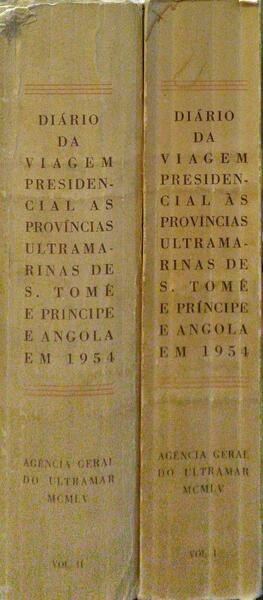 DIÁRIO
DA
VIAGEM
PRESIDEN-
CIAL AS
PROVÍNCIAS
ULTRAMA-
RINAS DE
S. TOMÉ
E PRINCIPE
E ANGOLA
EM 1954
AGÊNCIA GERAL
DO ULTRAMAR
MCMLV
VOL. II
DIÁRIO
DA
VIAGEM
PRESIDEN-
CIAL ÀS
PROVÍNCIAS
ULTRAMA-
RINAS DE
S. TOMÉ
E PRÍNCIPE
E ANGOLA
EM 1954
AGÊNCIA GERAL
DO ULTRAMAR
MCMLV
VOL. I